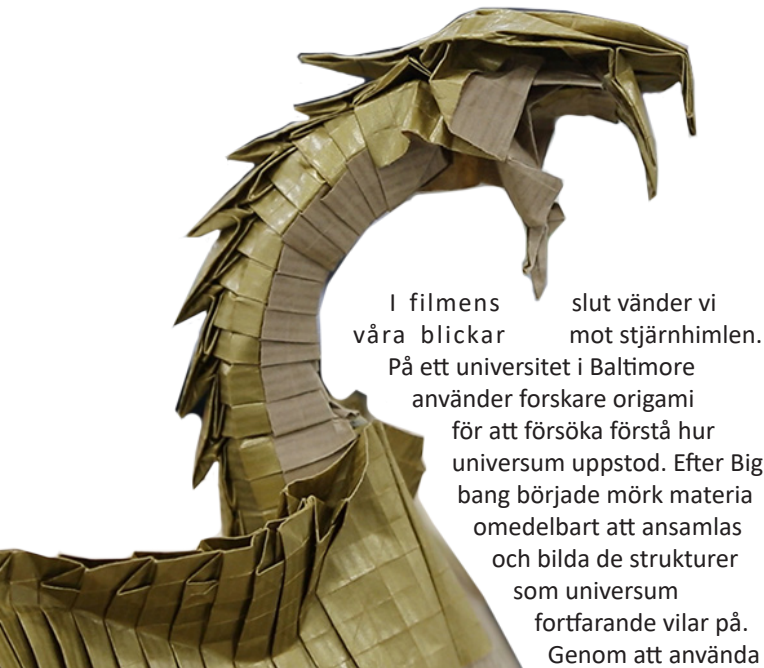 I filmens slut vänder vi
våra blickar mot stjärnhimlen.
På ett universitet i Baltimore
använder forskare origami
för att försöka förstå hur
universum uppstod. Efter Big
bang började mörk materia
omedelbart att ansamlas
och bilda de strukturer
som universum
fortfarande vilar på.
Genom att använda